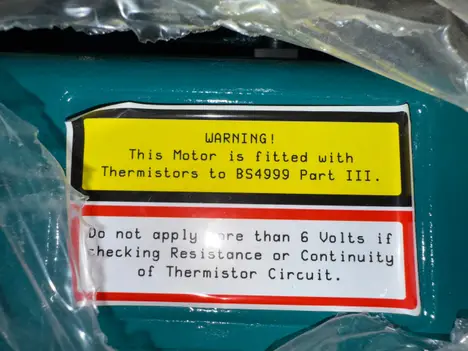 WARNING!
This Motor is fitted with
Thermistors to BS4999 Part III.
Do not apply more than 6 Volts if
checking Resistance or Continuity
of Thermistor Circuit.